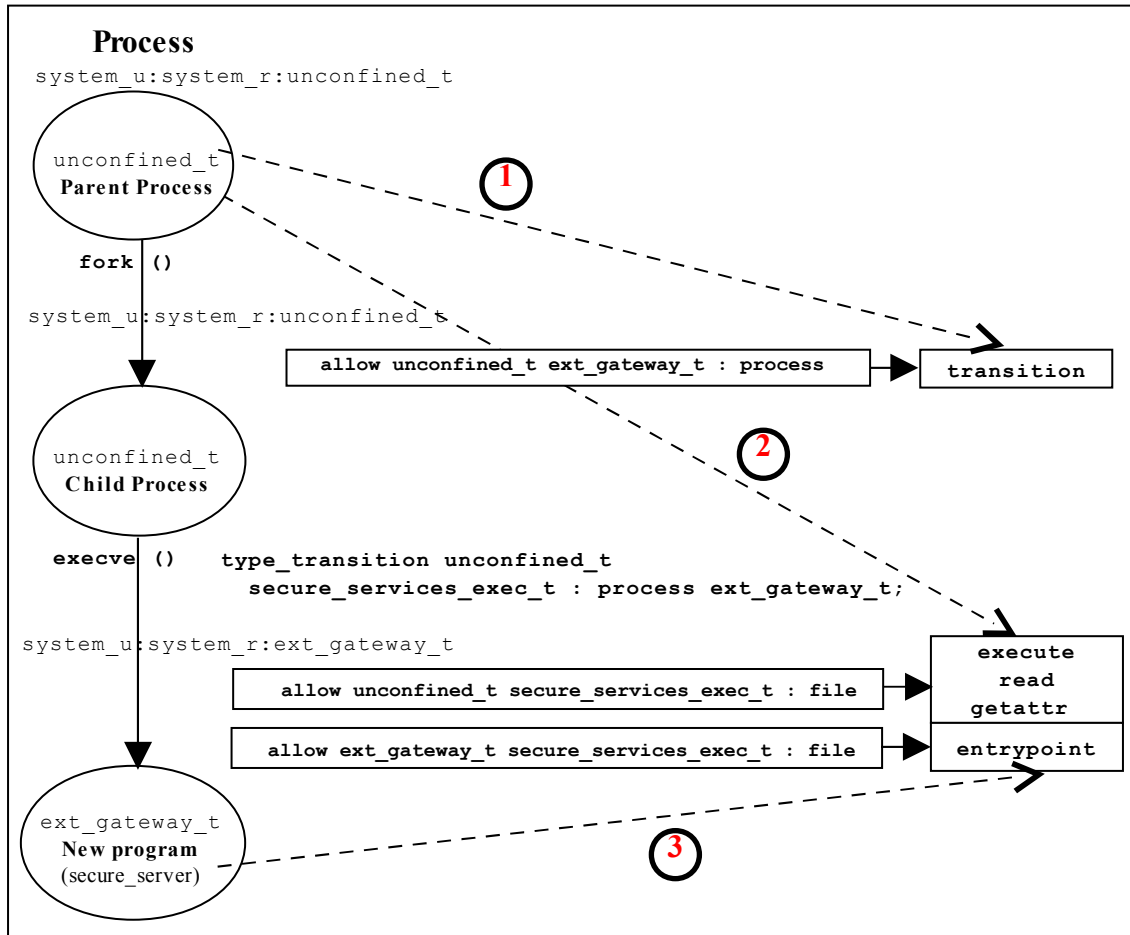 Process
system_u:system_r:unconfined_t
unconfined_t
Parent Process
1
fork ()
system_u:system_r:unconfined_t
allow unconfined_t ext_gateway_t : process
transition
2
unconfined_t
Child Process
execve ()
type_transition unconfined_t
secure_services_exec_t : process ext_gateway_t;
system_u:system_r:ext_gateway_t
execute
read
getattr
allow unconfined_t secure_services_exec_t : file
allow ext_gateway_t secure_services_exec_t : file
entrypoint
ext_gateway_t
New program
(secure_server)
3